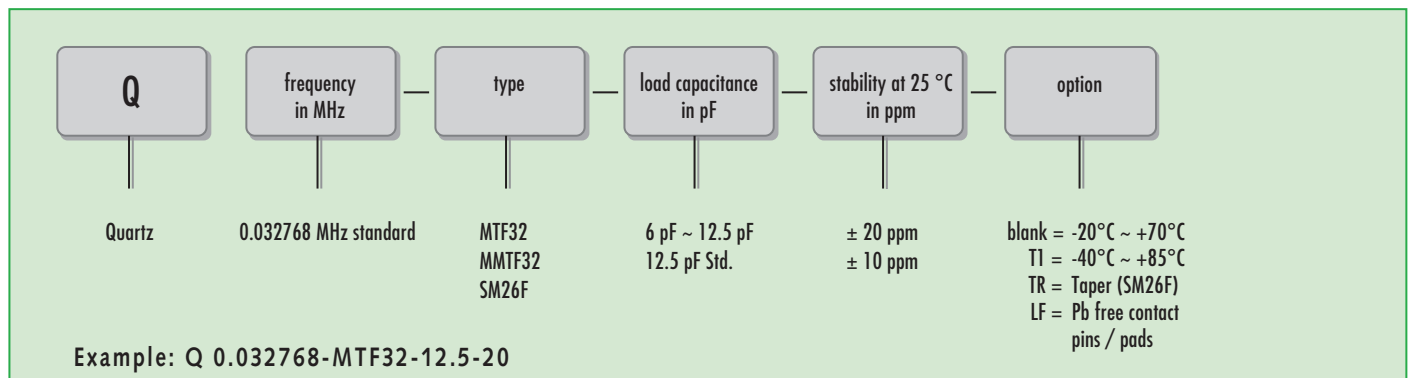 Q
frequency
in MHz
type
load capacitance
in pF
stability at 25 °C
in ppm
option
Quartz
0.032768 MHz standard
MTF32
MMTF32
SM26F
6 pF ~ 12.5 pF
12.5 pF Std.
± 20 ppm
± 10 ppm
blank = -20°C ~ +70°C
T1 = -40°C ~ +85°C
TR = Taper (SM26F)
LF = Pb free contact
pins / pads
Example: Q 0.032768-MTF32-12.5-20